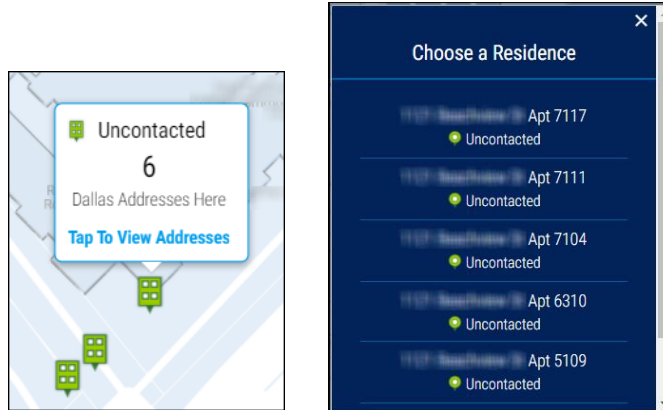 Uncontacted
6
Dallas Addresses Here
Tap To View Addresses
Choose a Residence
Apt 7117
Uncontacted
Apt 7111
Uncontacted
Apt 7104
Uncontacted
Apt 6310
Uncontacted
Apt 5109
Uncontacted